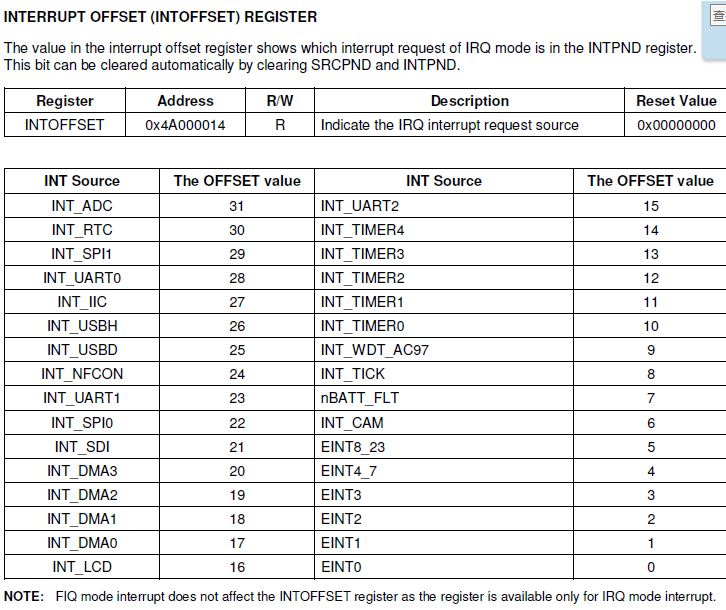 INTERRUPT OFFSET (INTOFFSET) REGISTER
The value in the interrupt offset register shows which interrupt request of IRQ mode is in the INTPND register.
This bit can be cleared automatically by clearing SRCPND and INTPND.
Register Address R/W Description Reset Value
INTOFFSET 0x4A000014 R Indicate the IRQ interrupt request source 0x00000000
INT Source The OFFSET value INT Source The OFFSET value
INT_ADC 31 INT_UART2 15
INT_RTC 30 INT_TIMER4 14
INT_SPI1 29 INT_TIMER3 13
INT_UART0 28 INT_TIMER2 12
INT_IIC 27 INT_TIMER1 11
INT_USBH 26 INT_TIMER0 10
INT_USBD 25 INT_WDT_AC97 9
INT_NFCON 24 INT_TICK 8
INT_UART1 23 nBATT_FLT 7
INT_SPI0 22 INT_CAM 6
INT_SDI 21 EINT8_23 5
INT_DMA3 20 EINT4_7 4
INT_DMA2 19 EINT3 3
INT_DMA1 18 EINT2 2
INT_DMA0 17 EINT1 1
INT_LCD 16 EINT0 0
NOTE: FIQ mode interrupt does not affect the INTOFFSET register as the register is available only for IRQ mode interrupt.